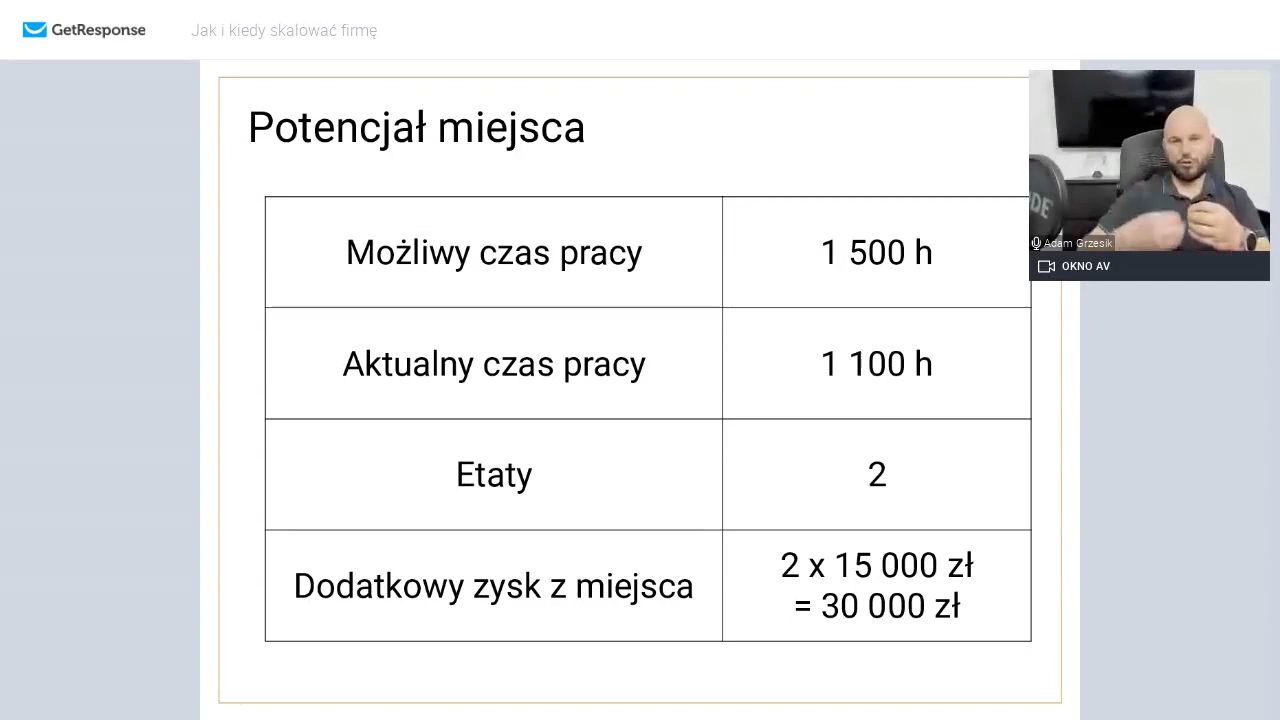 GetResponse
Jak i kiedy skalować firmę
Potencjał miejsca
Możliwy czas pracy
1 500 h
Aktualny czas pracy
1 100 h
Etaty
2
Dodatkowy zysk z miejsca
2 x 15 000 zł
= 30 000 zł
DE
Adam Grzesik
OKNO AV